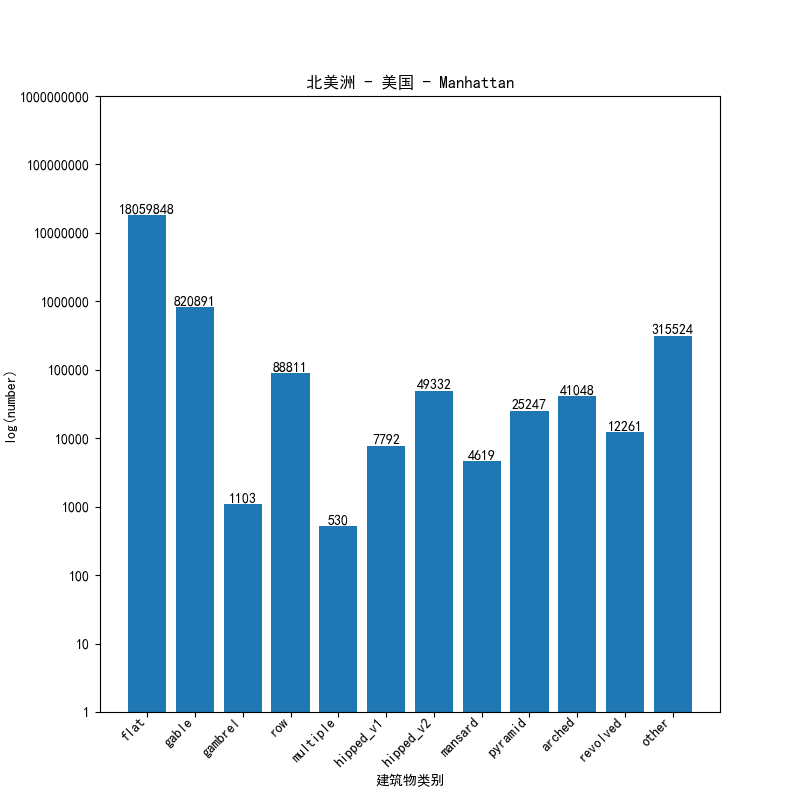 北美洲 - 美国 - Manhattan
1000000000
100000000
10000000
1000000
100000
10000
1000
100
10
1
log(number)
18059848
820891
1103
88811
530
7792
49332
4619
25247
41048
12261
315524
flat
gable
gambrel
row
multiple
hipped_v1
hipped_v2
mansard
pyramid
arched
revolved
other
建筑物类别